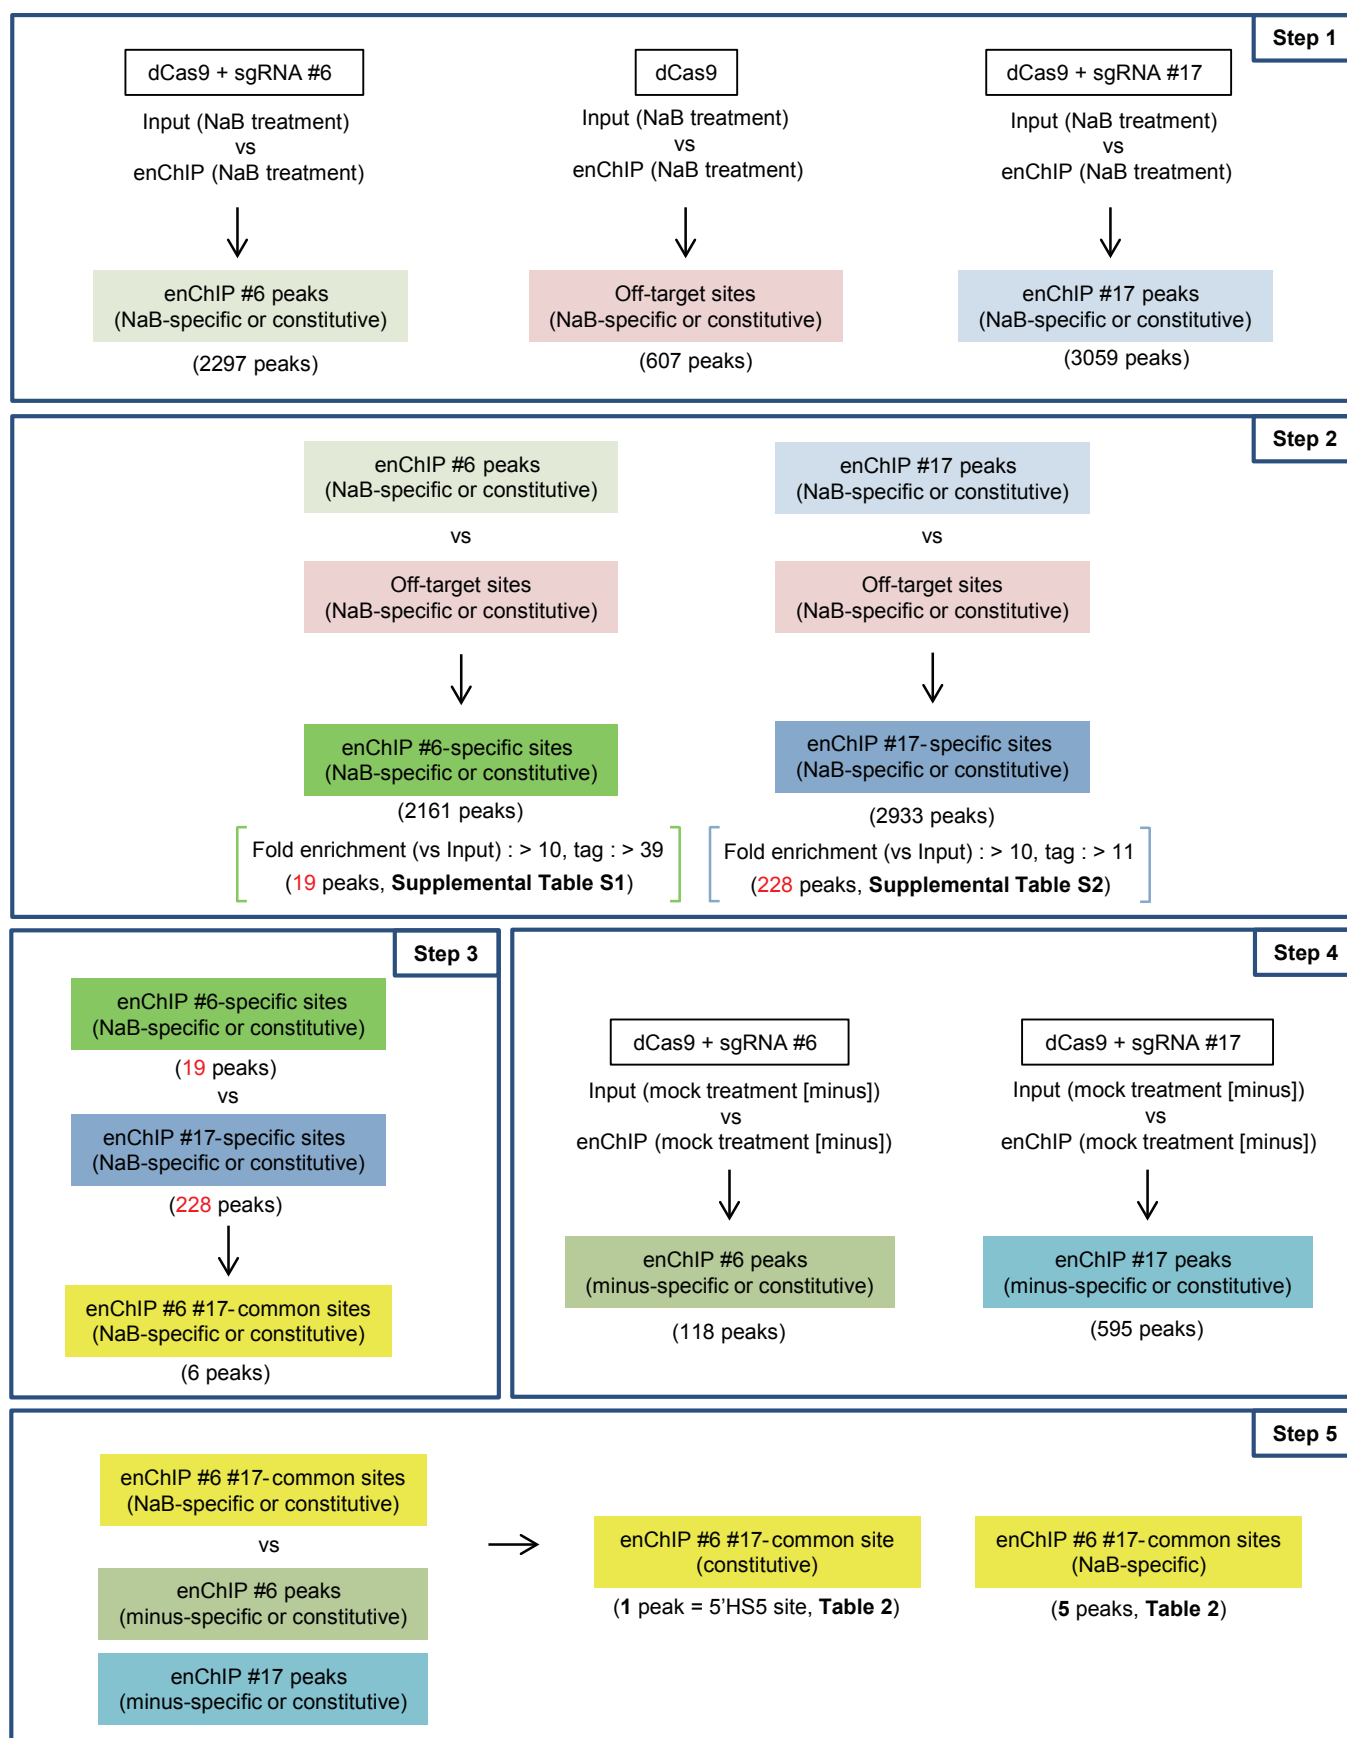 Step 1
dCas9 + sgRNA #6
Input (NaB treatment)
vs
enChIP (NaB treatment)
enChIP #6 peaks
(NaB-specific or constitutive)
(2297 peaks)
dCas9
Input (NaB treatment)
vs
enChIP (NaB treatment)
Off-target sites
(NaB-specific or constitutive)
(607 peaks)
dCas9 + sgRNA #17
Input (NaB treatment)
vs
enChIP (NaB treatment)
enChIP #17 peaks
(NaB-specific or constitutive)
(3059 peaks)
Step 2
enChIP #6 peaks
(NaB-specific or constitutive)
vs
Off-target sites
(NaB-specific or constitutive)
enChIP #6-specific sites
(NaB-specific or constitutive)
(2161 peaks)
Fold enrichment (vs Input) : > 10, tag : > 39
(19 peaks, Supplemental Table S1)
enChIP #17 peaks
(NaB-specific or constitutive)
vs
Off-target sites
(NaB-specific or constitutive)
enChIP #17-specific sites
(NaB-specific or constitutive)
(2933 peaks)
Fold enrichment (vs Input) : > 10, tag : > 11
(228 peaks, Supplemental Table S2)
Step 3
enChIP #6-specific sites
(NaB-specific or constitutive)
(19 peaks)
vs
enChIP #17-specific sites
(NaB-specific or constitutive)
(228 peaks)
enChIP #6 #17-common sites
(NaB-specific or constitutive)
(6 peaks)
Step 4
dCas9 + sgRNA #6
Input (mock treatment [minus])
vs
enChIP (mock treatment [minus])
enChIP #6 peaks
(minus-specific or constitutive)
(118 peaks)
dCas9 + sgRNA #17
Input (mock treatment [minus])
vs
enChIP (mock treatment [minus])
enChIP #17 peaks
(minus-specific or constitutive)
(595 peaks)
Step 5
enChIP #6 #17-common sites
(NaB-specific or constitutive)
vs
enChIP #6 peaks
(minus-specific or constitutive)
enChIP #17 peaks
(minus-specific or constitutive)
enChIP #6 #17-common site
(constitutive)
(1 peak = 5'HS5 site, Table 2)
enChIP #6 #17-common sites
(NaB-specific)
(5 peaks, Table 2)